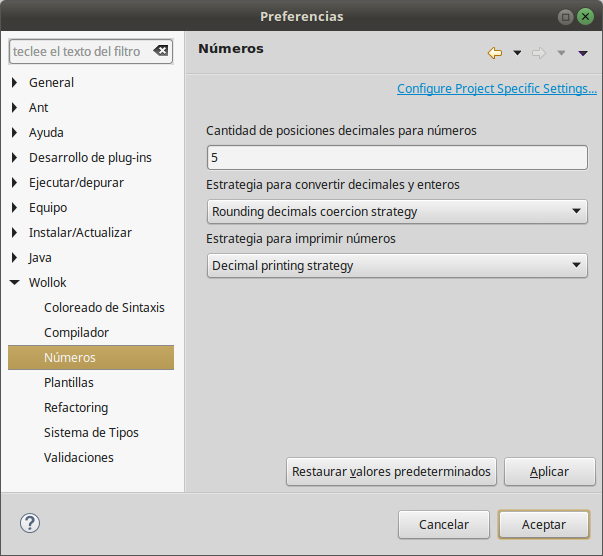 Preferencias
teclee el texto del filtro
General
Ant
Ayuda
Desarrollo de plug-ins
Ejecutar/depurar
Equipo
Instalar/Actualizar
Java
Wollok
Coloreado de Sintaxis
Compilador
Números
Plantillas
Refactoring
Sistema de Tipos
Validaciones
Números
Configure Project Specific Settings...
Cantidad de posiciones decimales para números
5
Estrategia para convertir decimales y enteros
Rounding decimals coercion strategy
Estrategia para imprimir números
Decimal printing strategy
Restaurar valores predeterminados
Aplicar
?
Cancelar
Aceptar